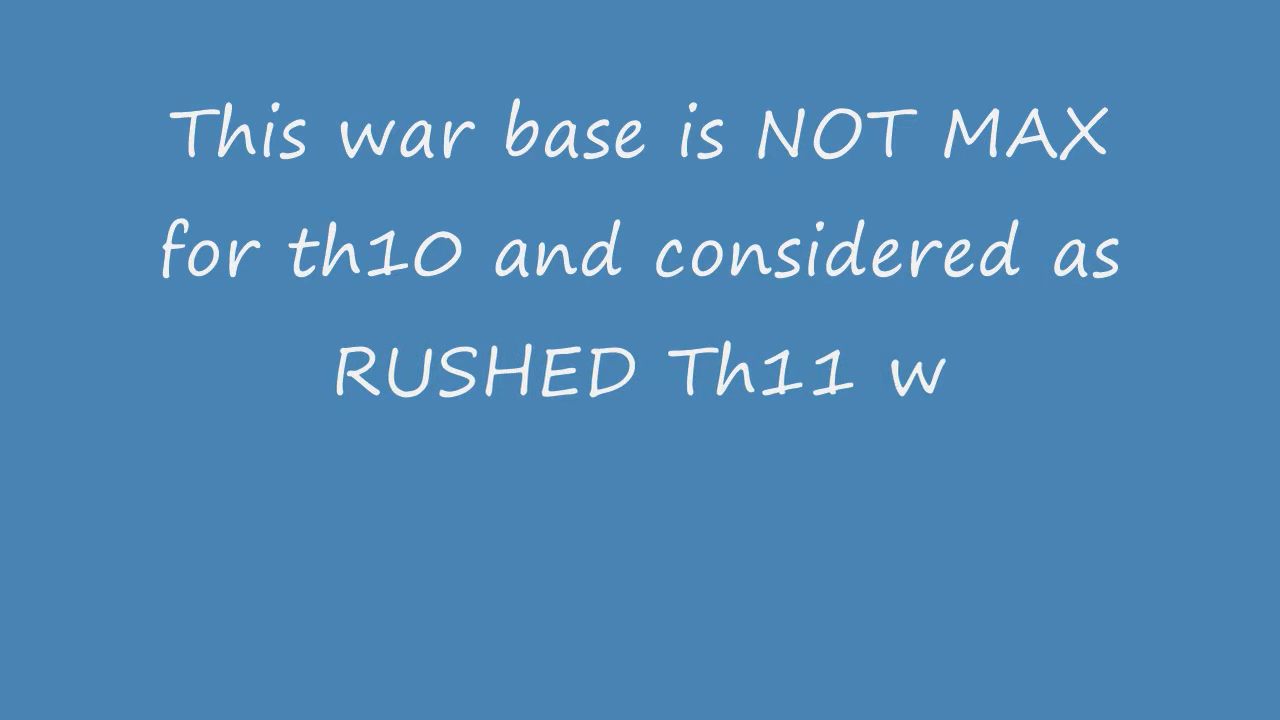 This war base is NOT MAX
for th10 and considered as
RUSHED Th11 w